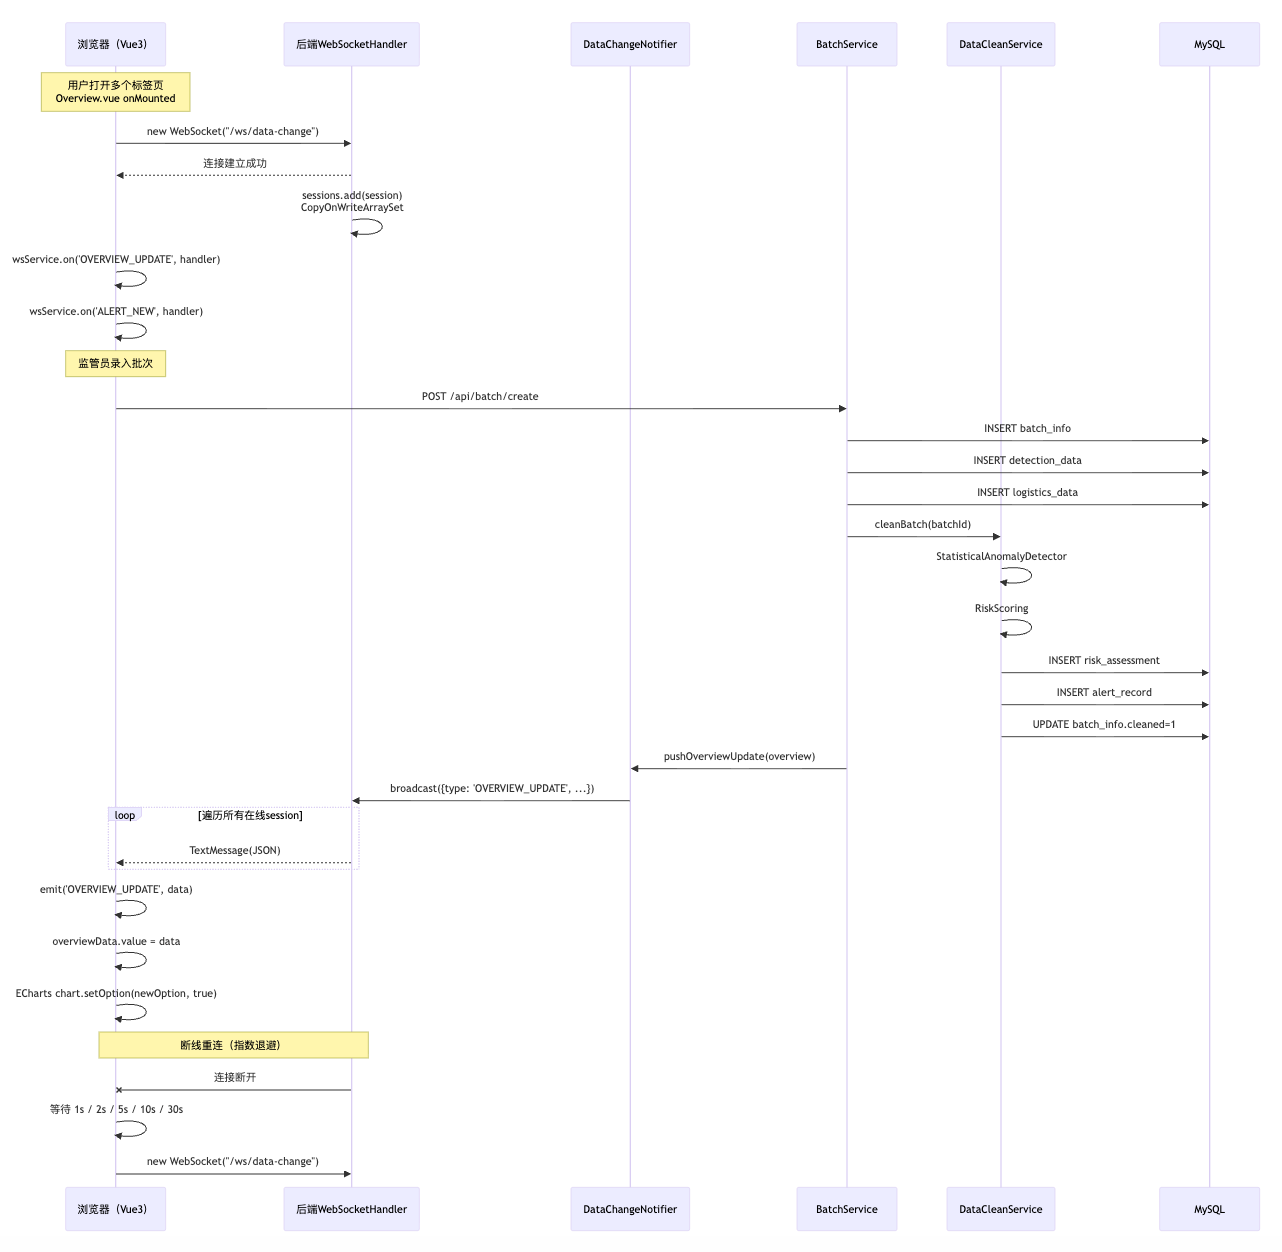 浏览器（Vue3）
后端WebSocketHandler
DataChangeNotifier
BatchService
DataCleanService
MySQL
用户打开多个标签页
Overview.vue onMounted
new WebSocket("/ws/data-change")
连接建立成功
sessions.add(session)
CopyOnWriteArraySet
wsService.on('OVERVIEW_UPDATE', handler)
wsService.on('ALERT_NEW', handler)
监管员录入批次
POST /api/batch/create
INSERT batch_info
INSERT detection_data
INSERT logistics_data
cleanBatch(batchId)
StatisticalAnomalyDetector
RiskScoring
INSERT risk_assessment
INSERT alert_record
UPDATE batch_info.cleaned=1
pushOverviewUpdate(overview)
broadcast({type: 'OVERVIEW_UPDATE', ...})
loop
[遍历所有在线session]
TextMessage(JSON)
emit('OVERVIEW_UPDATE', data)
overviewData.value = data
ECharts chart.setOption(newOption, true)
断线重连（指数退避）
连接断开
等待 1s / 2s / 5s / 10s / 30s
new WebSocket("/ws/data-change")
浏览器（Vue3）
后端WebSocketHandler
DataChangeNotifier
BatchService
DataCleanService
MySQL